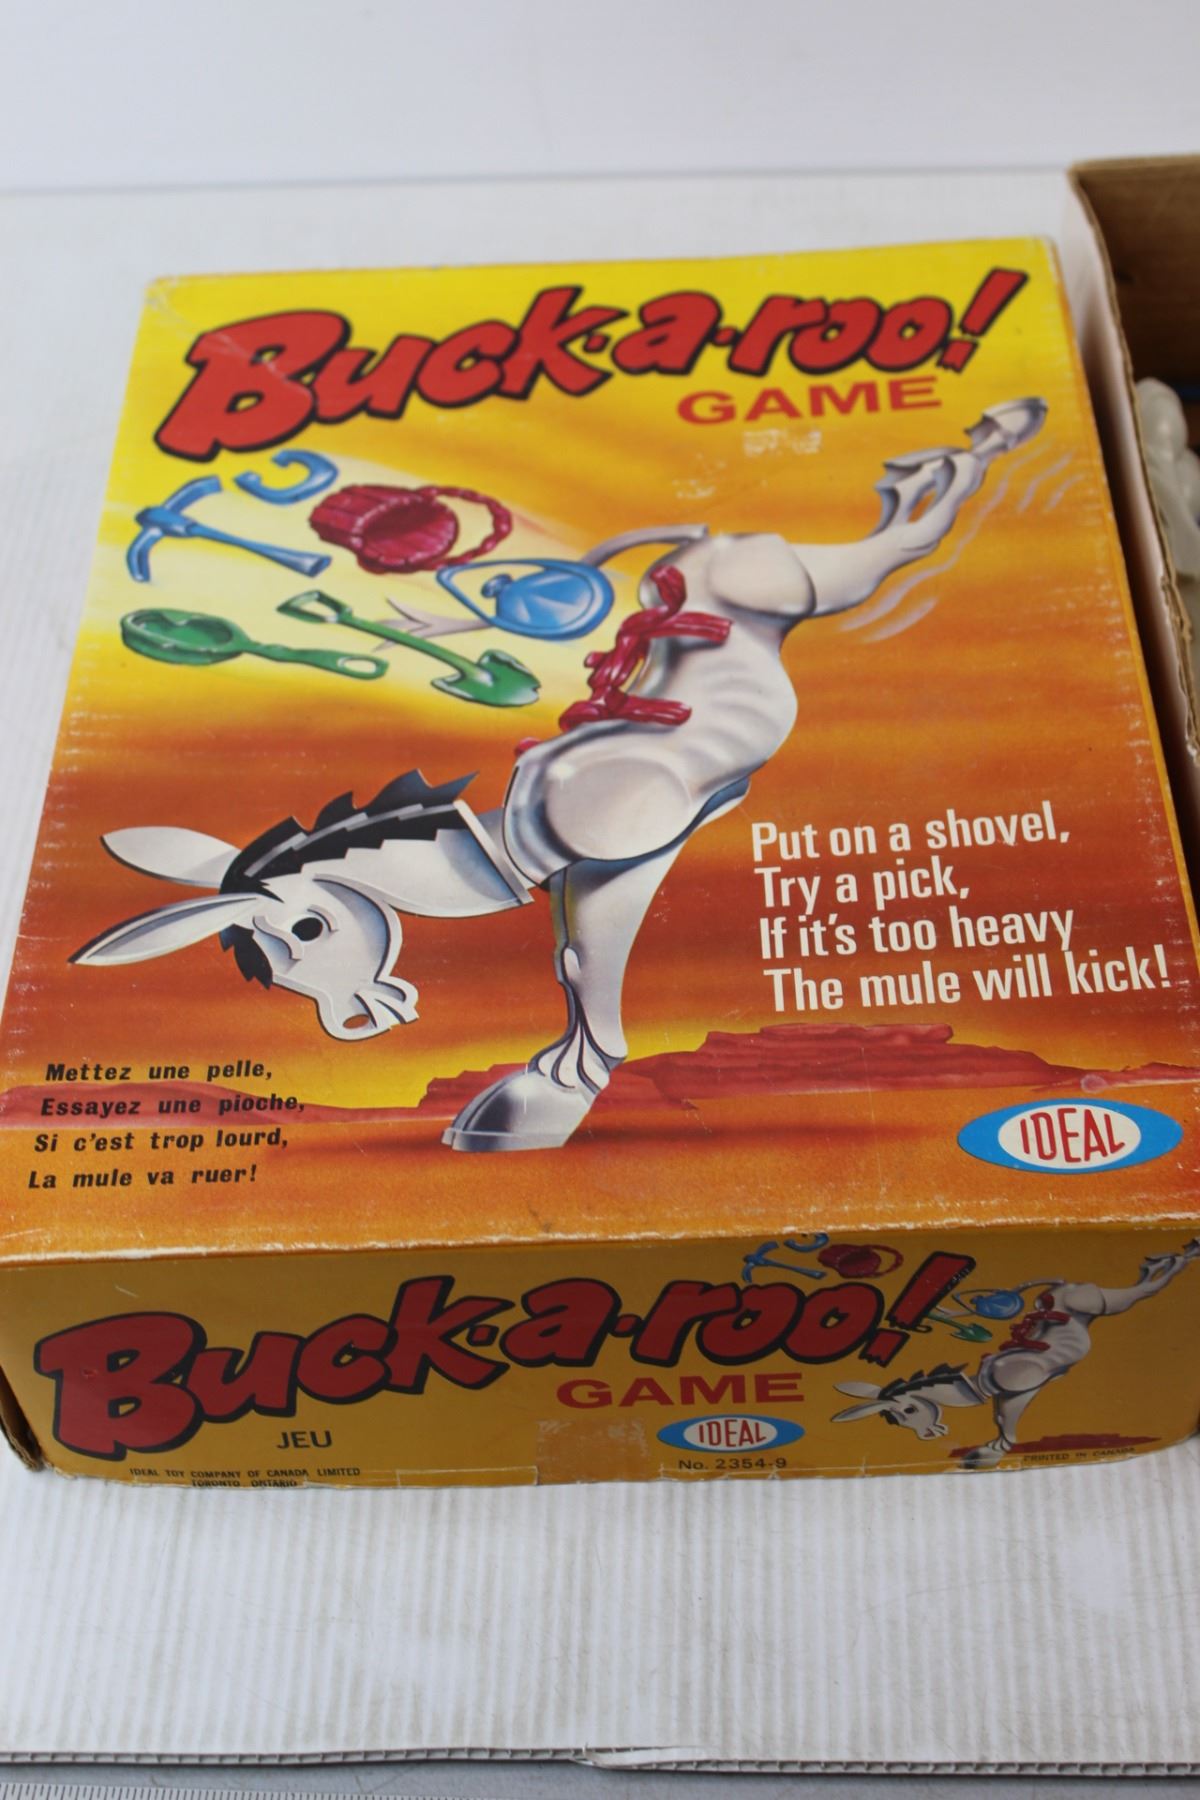 Buck-a-roo!
GAME
Put on a shovel,
Try a pick,
If it's too heavy
The mule will kick!
Mettez une pelle,
Essayez une pioche,
Si c'est trop lourd,
La mule va ruer!
IDEAL
Buck-a-roo!
GAME
JEU
IDEAL
No. 2354-9
IDEAL TOY COMPANY OF CANADA LIMITED
TORONTO ONTARIO
PRINTED IN CANADA